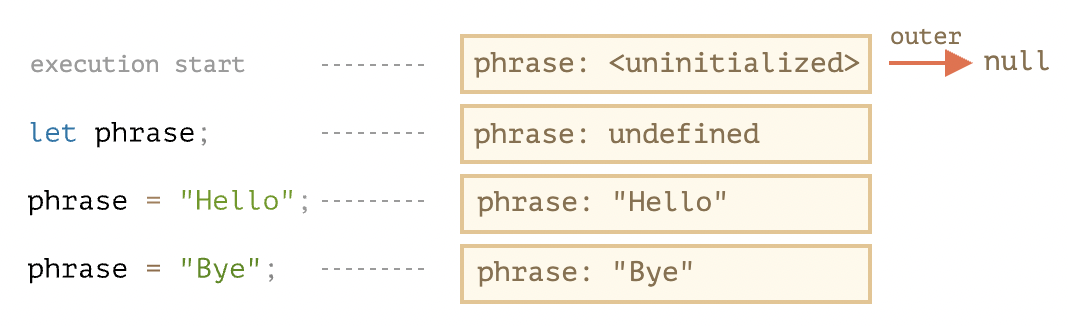 outer
execution start phrase: <uninitialized> null
let phrase; phrase: undefined
phrase = "Hello"; phrase: "Hello"
phrase = "Bye"; phrase: "Bye"